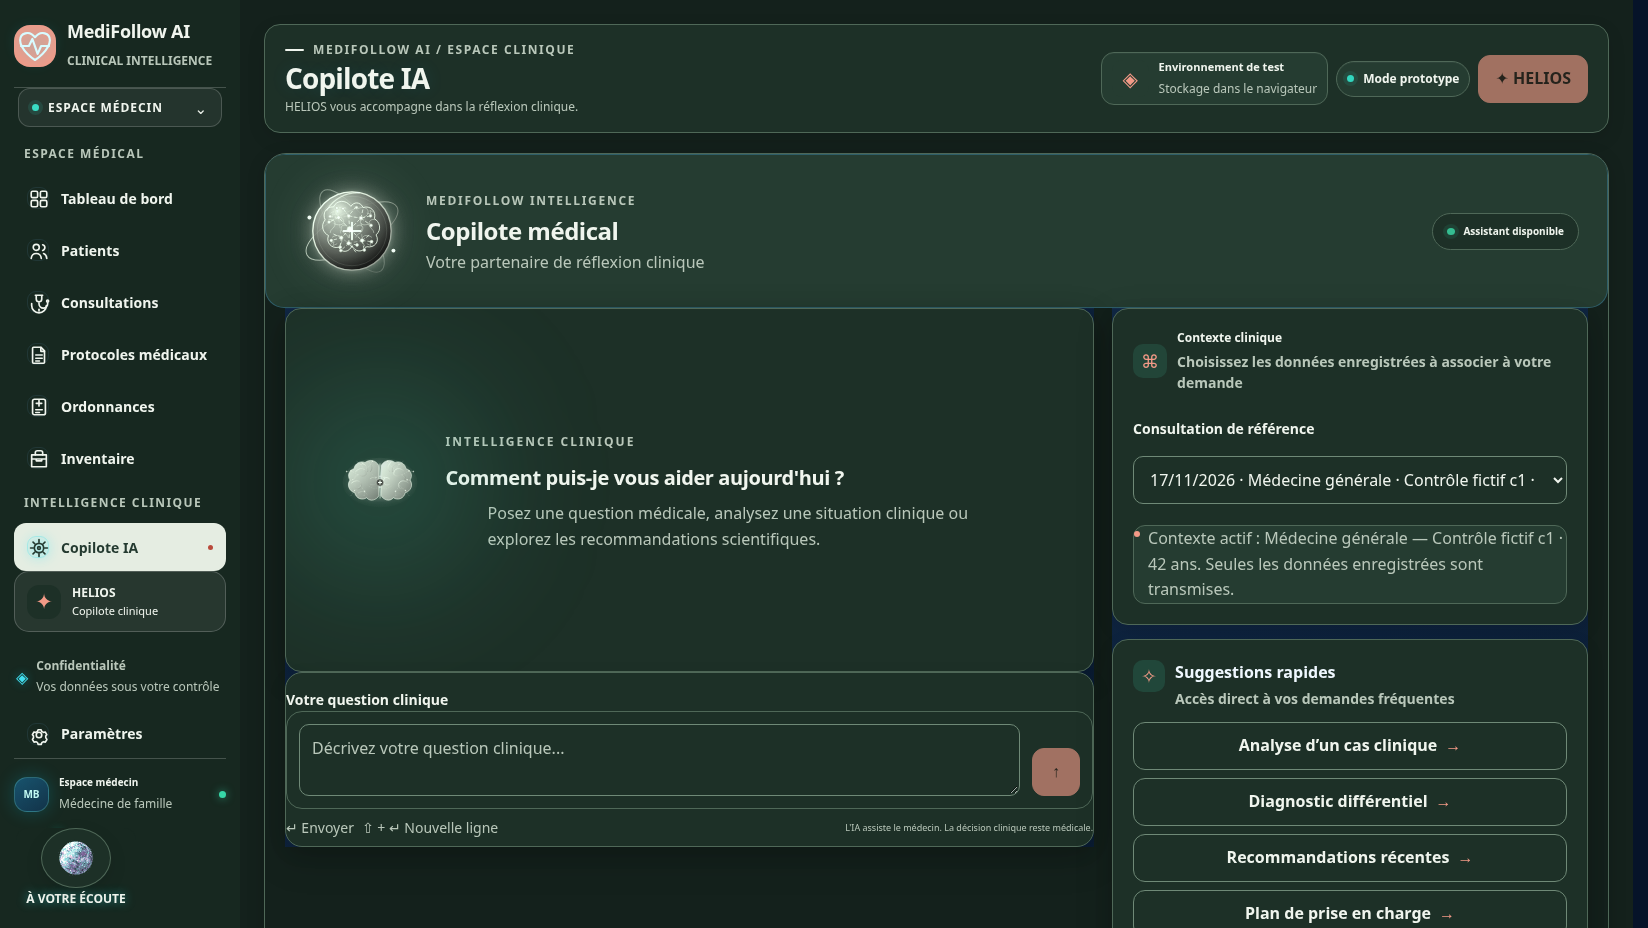 MediFollow AI
CLINICAL INTELLIGENCE
ESPACE MÉDECIN
ESPACE MÉDICAL
Tableau de bord
Patients
Consultations
Protocoles médicaux
Ordonnances
Inventaire
INTELLIGENCE CLINIQUE
Copilote IA
HELIOS
Copilote clinique
Confidentialité
Vos données sous votre contrôle
Paramètres
MB
Espace médecin
Médecine de famille
À VOTRE ÉCOUTE
MEDIFOLLOW AI / ESPACE CLINIQUE
Copilote IA
HELIOS vous accompagne dans la réflexion clinique.
Environnement de test
Stockage dans le navigateur
Mode prototype
✦ HELIOS
MEDIFOLLOW INTELLIGENCE
Copilote médical
Votre partenaire de réflexion clinique
Assistant disponible
INTELLIGENCE CLINIQUE
Comment puis-je vous aider aujourd'hui ?
Posez une question médicale, analysez une situation clinique ou
explorez les recommandations scientifiques.
Votre question clinique
Décrivez votre question clinique...
↑
↵ Envoyer ⇧ + ↵ Nouvelle ligne
L'IA assiste le médecin. La décision clinique reste médicale.
Contexte clinique
Choisissez les données enregistrées à associer à votre
demande
Consultation de référence
17/11/2026 · Médecine générale · Contrôle fictif c1 ·
Contexte actif : Médecine générale — Contrôle fictif c1 ·
42 ans. Seules les données enregistrées sont
transmises.
Suggestions rapides
Accès direct à vos demandes fréquentes
Analyse d’un cas clinique →
Diagnostic différentiel →
Recommandations récentes →
Plan de prise en charge →